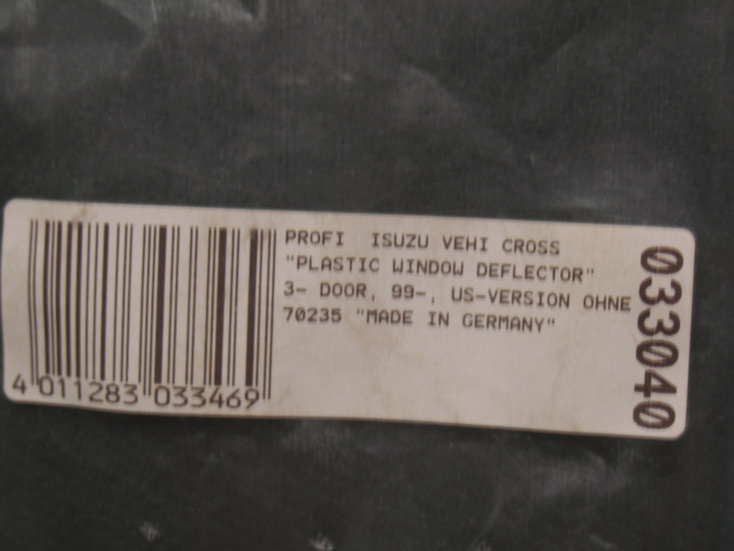 PROFI ISUZU VEHI CROSS
"PLASTIC WINDOW DEFLECTOR"
3- DOOR, 99-, US-VERSION OHNE
70235 "MADE IN GERMANY"
4 011283 033469
033040